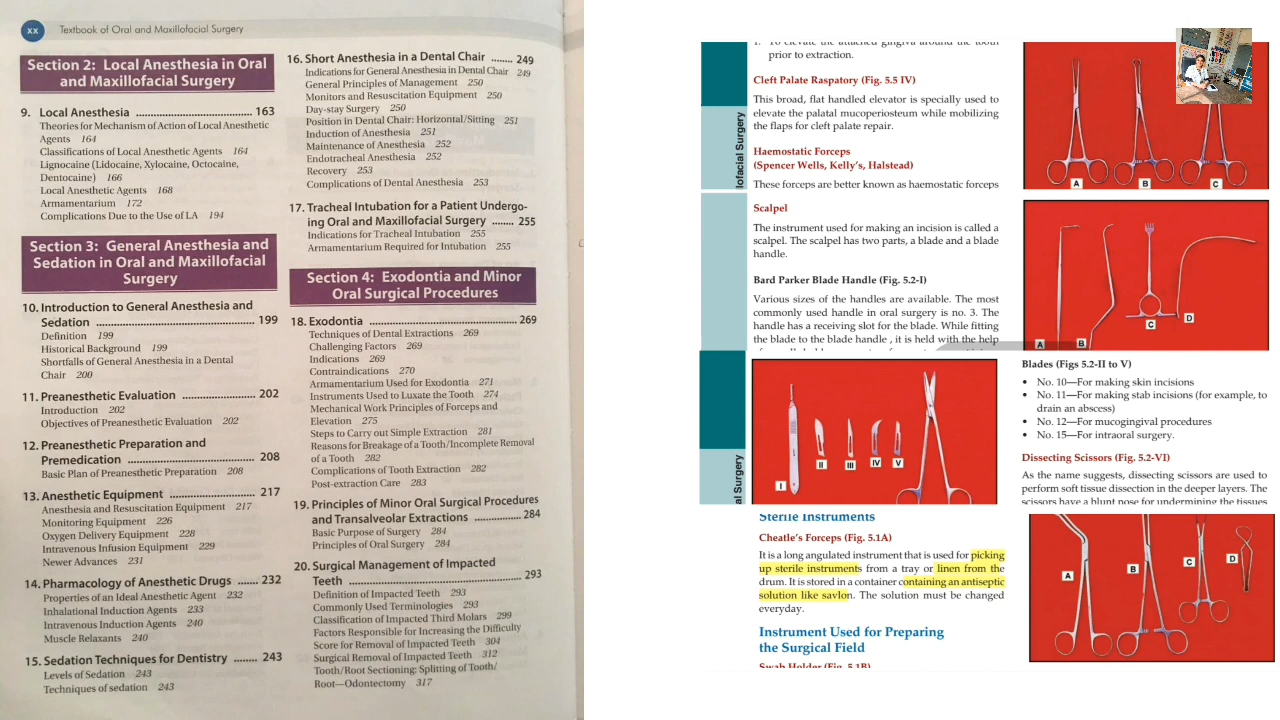 xx Textbook of Oral and Maxillofacial Surgery
Section 2: Local Anesthesia in Oral
and Maxillofacial Surgery
9. Local Anesthesia ........................................ 163
Theories for Mechanism of Action of Local Anesthetic
Agents 164
Classifications of Local Anesthetic Agents 164
Lignocaine (Lidocaine, Xylocaine, Octocaine,
Dentocaine) 166
Local Anesthetic Agents 168
Armamentarium 172
Complications Due to the Use of LA 194
Section 3: General Anesthesia and
Sedation in Oral and Maxillofacial
Surgery
10. Introduction to General Anesthesia and
Sedation ............................................. 199
Definition 199
Historical Background 199
Shortfalls of General Anesthesia in a Dental
Chair 200
11. Preanesthetic Evaluation ..................... 202
Introduction 202
Objectives of Preanesthetic Evaluation 202
12. Preanesthetic Preparation and
Premedication ...................................... 208
Basic Plan of Preanesthetic Preparation 208
13. Anesthetic Equipment ......................... 217
Anesthesia and Resuscitation Equipment 217
Monitoring Equipment 226
Oxygen Delivery Equipment 228
Intravenous Infusion Equipment 229
Newer Advances 231
14. Pharmacology of Anesthetic Drugs ...... 232
Properties of an Ideal Anesthetic Agent 232
Inhalational Induction Agents 233
Intravenous Induction Agents 240
Muscle Relaxants 240
15. Sedation Techniques for Dentistry ........ 243
Levels of Sedation 243
Techniques of sedation 243
16. Short Anesthesia in a Dental Chair ....... 249
Indications for General Anesthesia in Dental Chair 249
General Principles of Management 250
Monitors and Resuscitation Equipment 250
Day-stay Surgery 250
Position in Dental Chair: Horizontal/Sitting 251
Induction of Anesthesia 251
Maintenance of Anesthesia 252
Endotracheal Anesthesia 252
Recovery 253
Complications of Dental Anesthesia 253
17. Tracheal Intubation for a Patient Undergo-
ing Oral and Maxillofacial Surgery ....... 255
Indications for Tracheal Intubation 255
Armamentarium Required for Intubation 255
Section 4: Exodontia and Minor
Oral Surgical Procedures
18. Exodontia ............................................ 269
Techniques of Dental Extractions 269
Challenging Factors 269
Indications 269
Contraindications 270
Armamentarium Used for Exodontia 271
Instruments Used to Luxate the Tooth 274
Mechanical Work Principles of Forceps and
Elevation 275
Steps to Carry out Simple Extraction 281
Reasons for Breakage of a Tooth/Incomplete Removal
of a Tooth 282
Complications of Tooth Extraction 282
Post-extraction Care 283
19. Principles of Minor Oral Surgical Procedures
and Transalveolar Extractions ................ 284
Basic Purpose of Surgery 284
Principles of Oral Surgery 284
20. Surgical Management of Impacted
Teeth .................................................... 293
Definition of Impacted Teeth 293
Commonly Used Terminologies 293
Classification of Impacted Third Molars 299
Factors Responsible for Increasing the Difficulty
Score for Removal of Impacted Teeth 304
Surgical Removal of Impacted Teeth 312
Tooth/Root Sectioning: Splitting of Tooth/
Root—Odontectomy 317
1. To elevate the attached gingiva around the tooth
prior to extraction.
Cleft Palate Raspatory (Fig. 5.5 IV)
This broad, flat handled elevator is specially used to
elevate the palatal mucoperiosteum while mobilizing
the flaps for cleft palate repair.
Haemostatic Forceps
(Spencer Wells, Kelly's, Halstead)
These forceps are better known as haemostatic forceps
lofacial Surgery
A B C
Scalpel
The instrument used for making an incision is called a
scalpel. The scalpel has two parts, a blade and a blade
handle.
Bard Parker Blade Handle (Fig. 5.2-I)
Various sizes of the handles are available. The most
commonly used handle in oral surgery is no. 3. The
handle has a receiving slot for the blade. While fitting
the blade to the blade handle , it is held with the help
A B C D
al Surgery
I II III IV V
Blades (Figs 5.2-II to V)
• No. 10—For making skin incisions
• No. 11—For making stab incisions (for example, to
drain an abscess)
• No. 12—For mucogingival procedures
• No. 15—For intraoral surgery.
Dissecting Scissors (Fig. 5.2-VI)
As the name suggests, dissecting scissors are used to
perform soft tissue dissection in the deeper layers. The
scissors have a blunt nose for undermining the tissues
Sterile Instruments
Cheatle's Forceps (Fig. 5.1A)
It is a long angulated instrument that is used for picking
up sterile instruments from a tray or linen from the
drum. It is stored in a container containing an antiseptic
solution like savlon. The solution must be changed
everyday.
Instrument Used for Preparing
the Surgical Field
Swab Holder (Fig. 5.1B)
A B C D